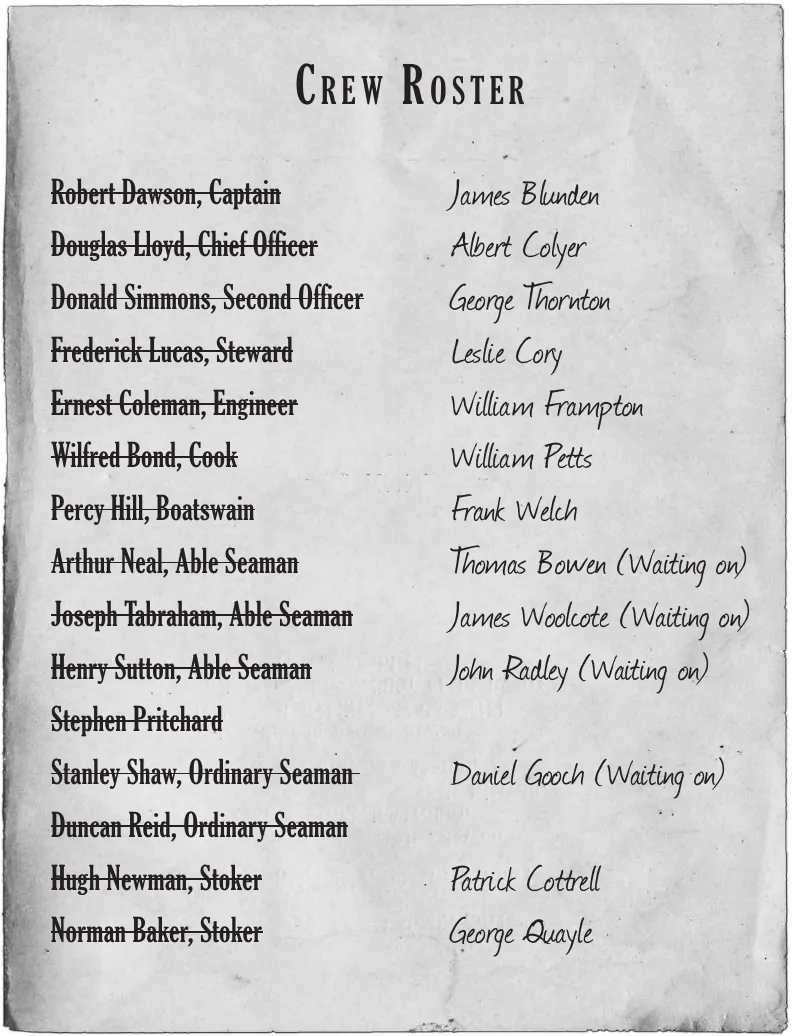 Crew Roster
Robert Dawson, Captain James Blunden
Douglas Lloyd, Chief Officer Albert Colyer
Donald Simmons, Second Officer George Thornton
Frederick Lucas, Steward Leslie Cory
Ernest Coleman, Engineer William Frampton
Wilfred Bond, Cook William Petts
Percy Hill, Boatswain Frank Welch
Arthur Neal, Able Seaman Thomas Bowen (Waiting on)
Joseph Tabraham, Able Seaman James Woolcote (Waiting on)
Henry Sutton, Able Seaman John Radley (Waiting on)
Stephen Pritchard
Stanley Shaw, Ordinary Seaman Daniel Gooch (Waiting on)
Duncan Reid, Ordinary Seaman
Hugh Newman, Stoker Patrick Cottrell
Norman Baker, Stoker George Quayle